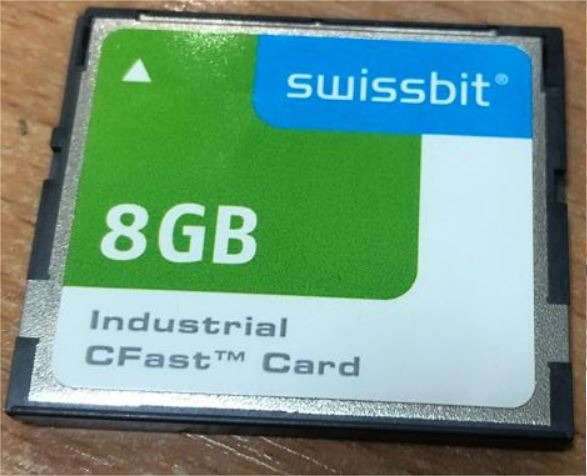 swissbit®
8GB
Industrial
CFast™ Card